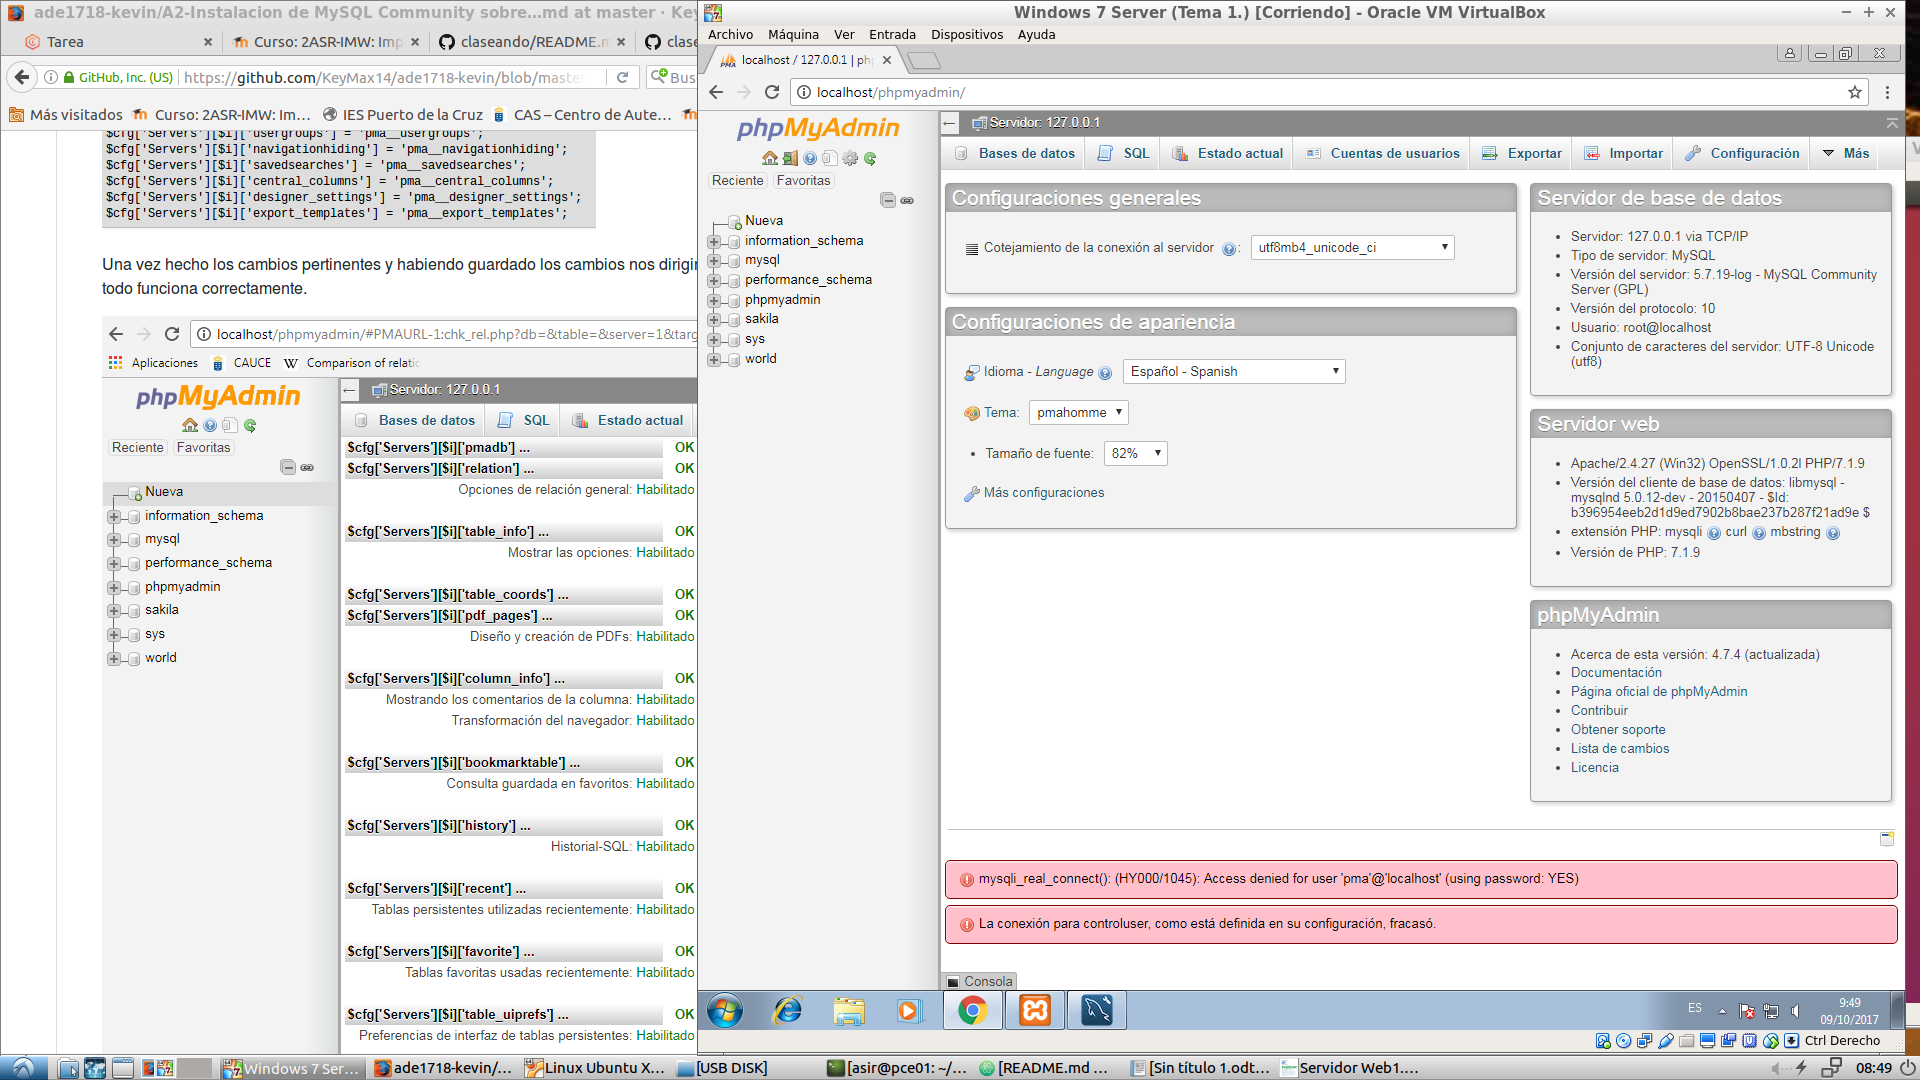 ade1718-kevin/A2-Instalacion de MySQL Community sobre...md at master · Ke
Tarea
Curso: 2ASR-IMW: Imp
claseando/README.m
clase
GitHub, Inc. (US)
https://github.com/KeyMax14/ade1718-kevin/blob/master
Bus
Más visitados
Curso: 2ASR-IMW: Im...
IES Puerto de la Cruz
CAS – Centro de Aute...
$cfg['Servers'][$i]['usergroups'] = 'pma__usergroups';
$cfg['Servers'][$i]['navigationhiding'] = 'pma__navigationhiding';
$cfg['Servers'][$i]['savedsearches'] = 'pma__savedsearches';
$cfg['Servers'][$i]['central_columns'] = 'pma__central_columns';
$cfg['Servers'][$i]['designer_settings'] = 'pma__designer_settings';
$cfg['Servers'][$i]['export_templates'] = 'pma__export_templates';
Una vez hecho los cambios pertinentes y habiendo guardado los cambios nos dirigir
todo funciona correctamente.
localhost/phpmyadmin/#PMAURL-1:chk_rel.php?db=&table=&server=1&targ
Aplicaciones
CAUCE
Comparison of relatio
phpMyAdmin
Reciente
Favoritas
Nueva
information_schema
mysql
performance_schema
phpmyadmin
sakila
sys
world
Servidor: 127.0.0.1
Bases de datos
SQL
Estado actual
$cfg['Servers'][$i]['pmadb'] ... OK
$cfg['Servers'][$i]['relation'] ... OK
Opciones de relación general: Habilitado
$cfg['Servers'][$i]['table_info'] ... OK
Mostrar las opciones: Habilitado
$cfg['Servers'][$i]['table_coords'] ... OK
$cfg['Servers'][$i]['pdf_pages'] ... OK
Diseño y creación de PDFs: Habilitado
$cfg['Servers'][$i]['column_info'] ... OK
Mostrando los comentarios de la columna: Habilitado
Transformación del navegador: Habilitado
$cfg['Servers'][$i]['bookmarktable'] ... OK
Consulta guardada en favoritos: Habilitado
$cfg['Servers'][$i]['history'] ... OK
Historial-SQL: Habilitado
$cfg['Servers'][$i]['recent'] ... OK
Tablas persistentes utilizadas recientemente: Habilitado
$cfg['Servers'][$i]['favorite'] ... OK
Tablas favoritas usadas recientemente: Habilitado
$cfg['Servers'][$i]['table_uiprefs'] ... OK
Preferencias de interfaz de tablas persistentes: Habilitado
Windows 7 Server (Tema 1.) [Corriendo] - Oracle VM VirtualBox
Archivo Máquina Ver Entrada Dispositivos Ayuda
localhost / 127.0.0.1 | ph
localhost/phpmyadmin/
phpMyAdmin
Reciente
Favoritas
Nueva
information_schema
mysql
performance_schema
phpmyadmin
sakila
sys
world
Servidor: 127.0.0.1
Bases de datos
SQL
Estado actual
Cuentas de usuarios
Exportar
Importar
Configuración
Más
Configuraciones generales
Cotejamiento de la conexión al servidor : utf8mb4_unicode_ci
Configuraciones de apariencia
Idioma - Language Español - Spanish
Tema: pmahomme
Tamaño de fuente: 82%
Más configuraciones
Servidor de base de datos
Servidor: 127.0.0.1 via TCP/IP
Tipo de servidor: MySQL
Versión del servidor: 5.7.19-log - MySQL Community
Server (GPL)
Versión del protocolo: 10
Usuario: root@localhost
Conjunto de caracteres del servidor: UTF-8 Unicode
(utf8)
Servidor web
Apache/2.4.27 (Win32) OpenSSL/1.0.2l PHP/7.1.9
Versión del cliente de base de datos: libmysql -
mysqlnd 5.0.12-dev - 20150407 - $Id:
b396954eeb2d1d9ed7902b8bae237b287f21ad9e $
extensión PHP: mysqli curl mbstring
Versión de PHP: 7.1.9
phpMyAdmin
Acerca de esta versión: 4.7.4 (actualizada)
Documentación
Página oficial de phpMyAdmin
Contribuir
Obtener soporte
Lista de cambios
Licencia
mysqli_real_connect(): (HY000/1045): Access denied for user 'pma'@'localhost' (using password: YES)
La conexión para controluser, como está definida en su configuración, fracasó.
Consola
ES
9:49
09/10/2017
Ctrl Derecho
Windows 7 Ser...
ade1718-kevin/...
Linux Ubuntu X...
[USB DISK]
[asir@pce01: ~/...
[README.md ...
[Sin título 1.odt...
Servidor Web1....
08:49